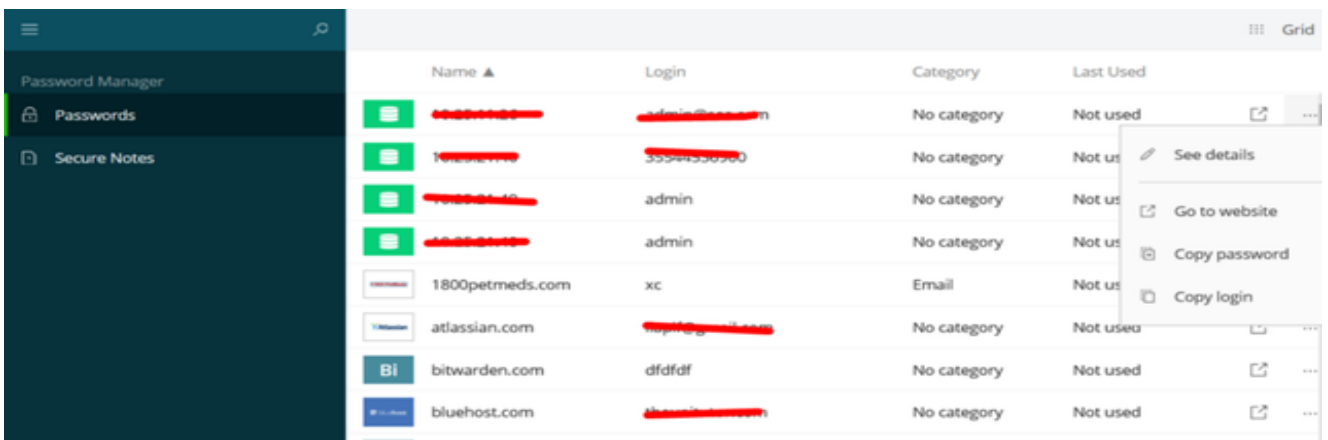 Grid
Password Manager
Passwords
Secure Notes
Name ▲ Login Category Last Used
No category Not used
No category Not us
admin No category Not us
admin No category Not us
1800petmeds.com xc Email Not us
atlassian.com No category Not used
Bi bitwarden.com dfdfdf No category Not used
bluehost.com No category Not used
See details
Go to website
Copy password
Copy login